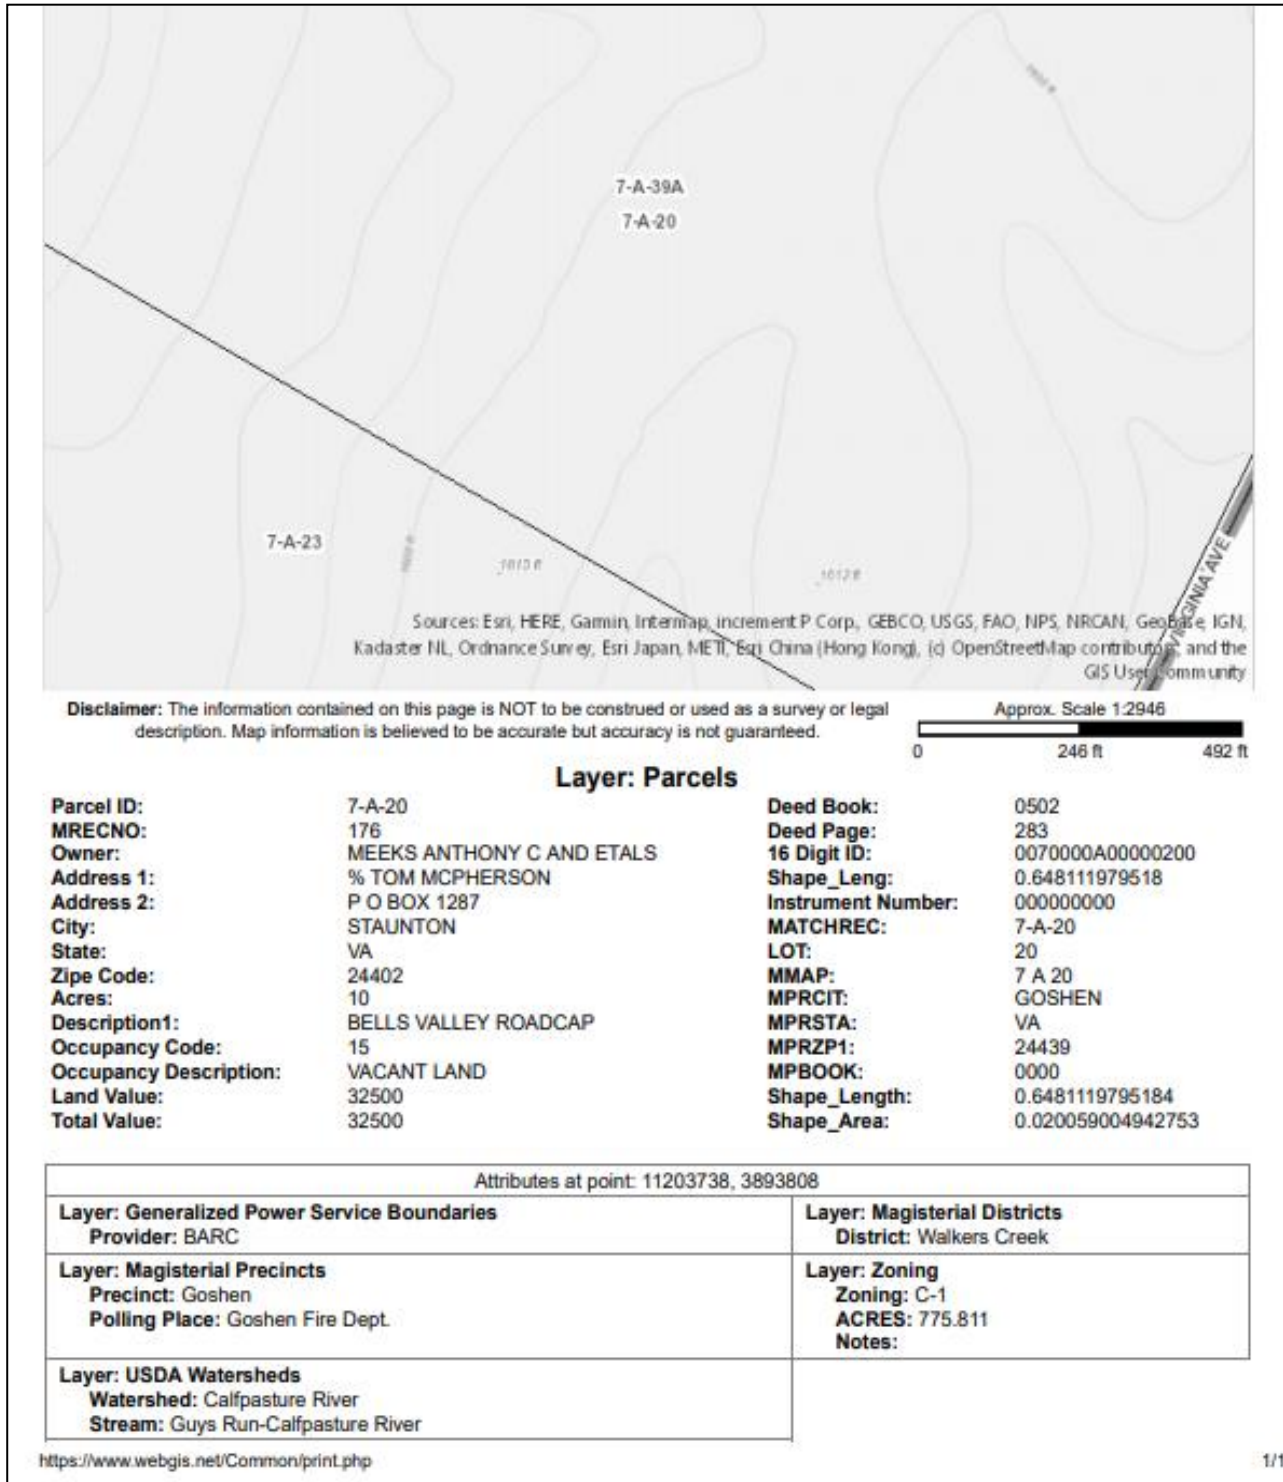 7-A-39A
7-A-20
7-A-23
1612 ft
VIRGINIA AVE
Sources: Esri, HERE, Garmin, Intermap, increment P Corp., GEBCO, USGS, FAO, NPS, NRCAN, GeoBase, IGN,
Kadaster NL, Ordnance Survey, Esri Japan, METI, Esri China (Hong Kong), (c) OpenStreetMap contributors, and the
GIS User Community
Disclaimer: The information contained on this page is NOT to be construed or used as a survey or legal
description. Map information is believed to be accurate but accuracy is not guaranteed.
Approx. Scale 1:2946
0 246 ft 492 ft
Layer: Parcels
Parcel ID: 7-A-20 Deed Book: 0502
MRECNO: 176 Deed Page: 283
Owner: MEEKS ANTHONY C AND ETALS 16 Digit ID: 0070000A00000200
Address 1: % TOM MCPHERSON Shape_Leng: 0.648111979518
Address 2: P O BOX 1287 Instrument Number: 000000000
City: STAUNTON MATCHREC: 7-A-20
State: VA LOT: 20
Zipe Code: 24402 MMAP: 7 A 20
Acres: 10 MPRCIT: GOSHEN
Description1: BELLS VALLEY ROADCAP MPRSTA: VA
Occupancy Code: 15 MPRZP1: 24439
Occupancy Description: VACANT LAND MPBOOK: 0000
Land Value: 32500 Shape_Length: 0.6481119795184
Total Value: 32500 Shape_Area: 0.020059004942753
Attributes at point: 11203738, 3893808
Layer: Generalized Power Service Boundaries
Provider: BARC
Layer: Magisterial Districts
District: Walkers Creek
Layer: Magisterial Precincts
Precinct: Goshen
Polling Place: Goshen Fire Dept.
Layer: Zoning
Zoning: C-1
ACRES: 775.811
Notes:
Layer: USDA Watersheds
Watershed: Calfpasture River
Stream: Guys Run-Calfpasture River
https://www.webgis.net/Common/print.php 1/1